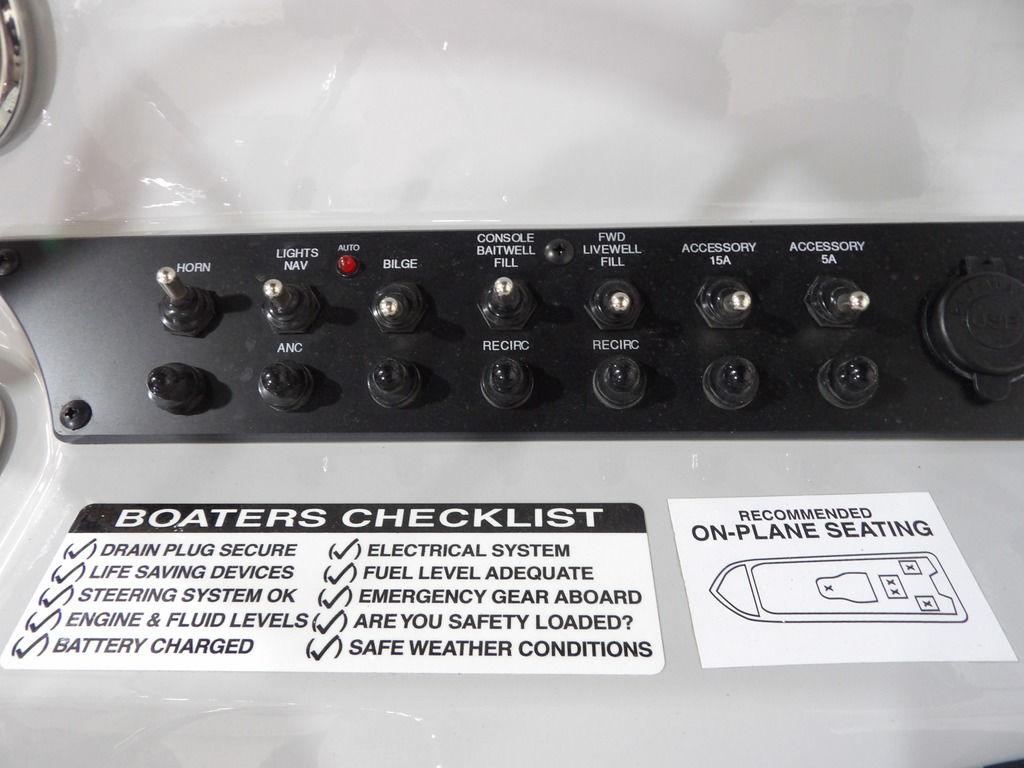 HORN
LIGHTS
NAV
AUTO
BILGE
CONSOLE
BAITWELL
FILL
FWD
LIVEWELL
FILL
ACCESSORY
15A
ACCESSORY
5A
ANC
RECIRC
RECIRC
BOATERS CHECKLIST
DRAIN PLUG SECURE
LIFE SAVING DEVICES
STEERING SYSTEM OK
ENGINE & FLUID LEVELS
BATTERY CHARGED
ELECTRICAL SYSTEM
FUEL LEVEL ADEQUATE
EMERGENCY GEAR ABOARD
ARE YOU SAFETY LOADED?
SAFE WEATHER CONDITIONS
RECOMMENDED
ON-PLANE SEATING